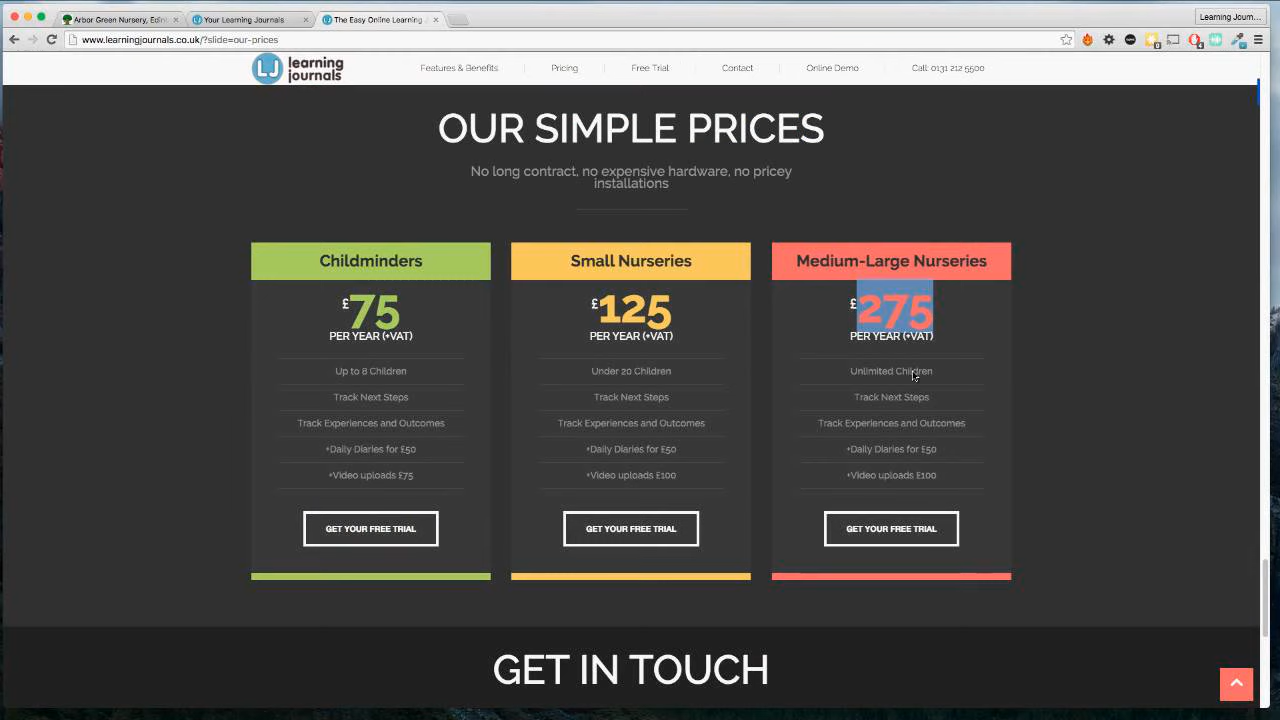 Arbor Green Nursery, Edin
Your Learning Journals
The Easy Online Learning J
Learning Journ...
www.learningjournals.co.uk/?slide=our-prices
LJ learning journals
Features & Benefits
Pricing
Free Trial
Contact
Online Demo
Call: 0131 212 5500
OUR SIMPLE PRICES
No long contract, no expensive hardware, no pricey
installations
Childminders
£75
PER YEAR (+VAT)
Up to 8 Children
Track Next Steps
Track Experiences and Outcomes
+Daily Diaries for £50
+Video uploads £75
GET YOUR FREE TRIAL
Small Nurseries
£125
PER YEAR (+VAT)
Under 20 Children
Track Next Steps
Track Experiences and Outcomes
+Daily Diaries for £50
+Video uploads £100
GET YOUR FREE TRIAL
Medium-Large Nurseries
£275
PER YEAR (+VAT)
Unlimited Children
Track Next Steps
Track Experiences and Outcomes
+Daily Diaries for £50
+Video uploads £100
GET YOUR FREE TRIAL
GET IN TOUCH